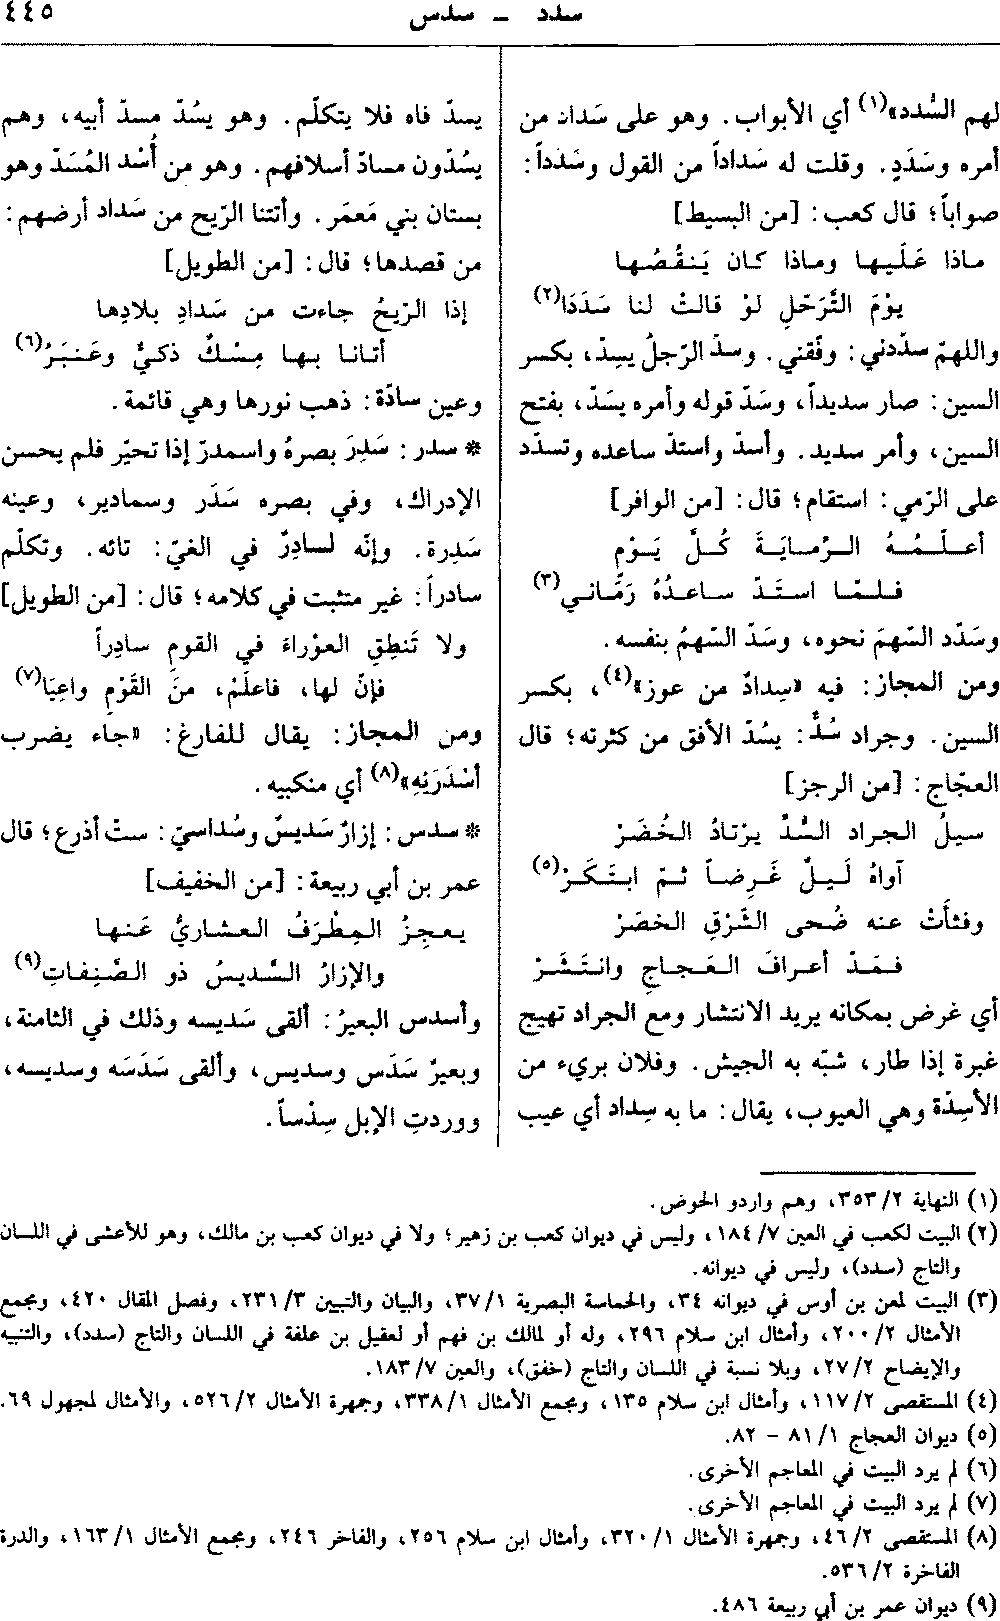 سدد – سدس
٤٤٥
لهم السُّدد»(١) أي الأبواب. وهو على سَداد من
أمره وسَدَدٍ. وقلت له سَداداً من القول وسَدَداً:
صواباً؛ قال كعب: [من البسيط]
ماذا عَلَيها وماذا كان يَنقُصُها
يوْمَ التَّرَحّلِ لوْ قالتْ لنا سَدَدَا(٢)
واللهمّ سدّدني: وفّقني. وسدّ الرّجلُ يسِدّ، بكسر
السين: صار سديداً، وسَدّ قوله وأمره يسَدّ، بفتح
السين، وأمر سديد. وأسدّ واستدّ ساعده وتسدّد
على الرّمي: استقام؛ قال: [من الوافر]
أعلّمُهُ الرّمايَةَ كُلَّ يَوْمٍ
فلمّا استَدّ ساعدُهُ رَمَّاني(٣)
وسَدّد السّهمَ نحوه، وسَدّ السّهمُ بنفسه.
ومن المجاز: فيه «سِدادٌ من عوز»(٤)، بكسر
السين. وجراد سُدٌّ: يسُدّ الأفق من كثرته؛ قال
العجّاج: [من الرجز]
سيلُ الجراد السُّدّ يرْتادُ الخُضَرْ
آواهُ لَيلٌ غَرِضاً ثمّ ابتَكَرْ(٥)
وفثأَتْ عنه ضُحى الشّرْقِ الخصَرْ
فمَدّ أعرافَ العَجاجِ وانتَشَرْ
أي غرض بمكانه يريد الانتشار ومع الجراد تهيج
غبرة إذا طار، شبّه به الجيش. وفلان بريء من
الأسِدّة وهي العيوب، يقال: ما به سِداد أي عيب
يسدّ فاه فلا يتكلّم. وهو يسُدّ مسدّ أبيه، وهم
يسُدّون مسادّ أسلافهم. وهو من أُسْد المُسَدّ وهو
بستان بني مَعمَر. وأتتنا الرّيح من سَداد أرضهم:
من قصدها؛ قال: [من الطويل]
إذا الرّيحُ جاءت من سَدادِ بلادِها
أتانا بها مِسْكٌ ذكيٌّ وعَنبَرُ(٦)
وعين سادّة: ذهب نورها وهي قائمة.
* سدر: سَدِرَ بصرهُ واسمدرّ إذا تحيّر فلم يحسن
الإدراك، وفي بصره سَدَر وسمادير، وعينه
سَدِرة. وإنّه لسادِرٌ في الغيّ: تائه. وتكلّم
سادراً: غير متثبت في كلامه؛ قال: [من الطويل]
ولا تَنطِقِ العوْراءَ في القومِ سادِراً
فإنّ لها، فاعلَمْ، منَ القَوْمِ واعِيَا(٧)
ومن المجاز: يقال للفارغ: «جاء يضرب
أسْدَرَيْهِ»(٨) أي منكبيه.
* سدس: إزارٌ سَديسٌ وسُداسيّ: ستّ أذرع؛ قال
عمر بن أبي ربيعة: [من الخفيف]
يعجِزُ المِطْرَفُ العشاريُّ عَنها
والإزارُ السَّديسُ ذو الصَّنِفاتِ(٩)
وأسدس البعيرُ: ألقى سَديسه وذلك في الثامنة،
وبعيرٌ سَدَس وسديس، وألقى سَدَسَه وسديسه،
ووردتِ الإبل سِدْساً.
(١) النهاية ٢/ ٣٥٣، وهم واردو الحوض.
(٢) البيت لكعب في العين ٧/ ١٨٤، وليس في ديوان كعب بن زهير؛ ولا في ديوان كعب بن مالك، وهو للأعشى في اللسان
والتاج (سدد)، وليس في ديوانه.
(٣) البيت لمعن بن أوس في ديوانه ٣٤، والحماسة البصرية ١/ ٣٧، والبيان والتبيين ٣/ ٢٣١، وفصل المقال ٤٢٠، ومجمع
الأمثال ٢/ ٢٠٠، وأمثال ابن سلام ٢٩٦، وله أو لمالك بن فهم أو لعقيل بن علفة في اللسان والتاج (سدد)، والتنبيه
والإيضاح ٢/ ٢٧، وبلا نسبة في اللسان والتاج (خفق)، والعين ٧/ ١٨٣.
(٤) المستقصى ٢/ ١١٧، وأمثال ابن سلام ١٣٥، ومجمع الأمثال ١/ ٣٣٨، وجمهرة الأمثال ٢/ ٥٢٦، والأمثال لمجهول ٦٩.
(٥) ديوان العجاج ١/ ٨١ – ٨٢.
(٦) لم يرد البيت في المعاجم الأخرى.
(٧) لم يرد البيت في المعاجم الأخرى.
(٨) المستقصى ٢/ ٤٦، وجمهرة الأمثال ١/ ٣٢٠، وأمثال ابن سلام ٢٥٦، والفاخر ٢٤٦، ومجمع الأمثال ١/ ١٦٣، والدرة
الفاخرة ٢/ ٥٣٦.
(٩) ديوان عمر بن أبي ربيعة ٤٨٦.